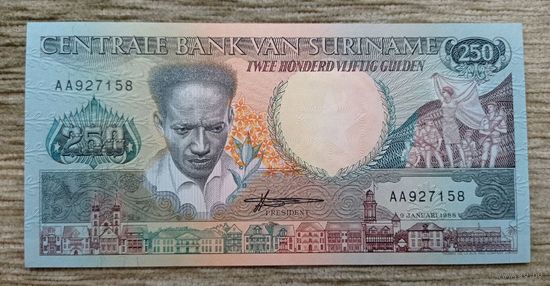 CENTRALE BANK VAN SURINAME
250
TWEE HONDERD VIJFTIG GULDEN
AA927158
250
AA927158
PRESIDENT
9 JANUARI 1988